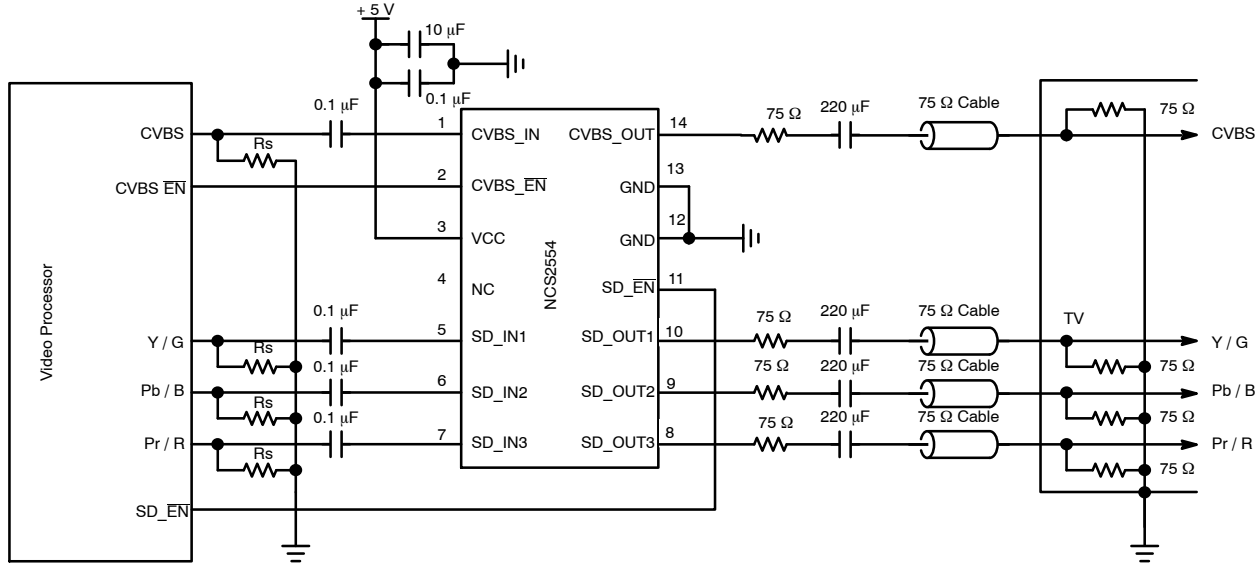 + 5 V
10 μF
0.1 μF
Video Processor
CVBS
Rs
0.1 μF
CVBS EN
Y / G
Rs
0.1 μF
Pb / B
Rs
0.1 μF
Pr / R
Rs
0.1 μF
SD_EN
NCS2554
1 CVBS_IN
2 CVBS_EN
3 VCC
4 NC
5 SD_IN1
6 SD_IN2
7 SD_IN3
CVBS_OUT 14
GND 13
GND 12
SD_EN 11
SD_OUT1 10
SD_OUT2 9
SD_OUT3 8
75 Ω 220 μF 75 Ω Cable
75 Ω 220 μF 75 Ω Cable
75 Ω 220 μF 75 Ω Cable
75 Ω 220 μF 75 Ω Cable
TV
75 Ω
CVBS
Y / G
75 Ω
Pb / B
75 Ω
Pr / R
75 Ω